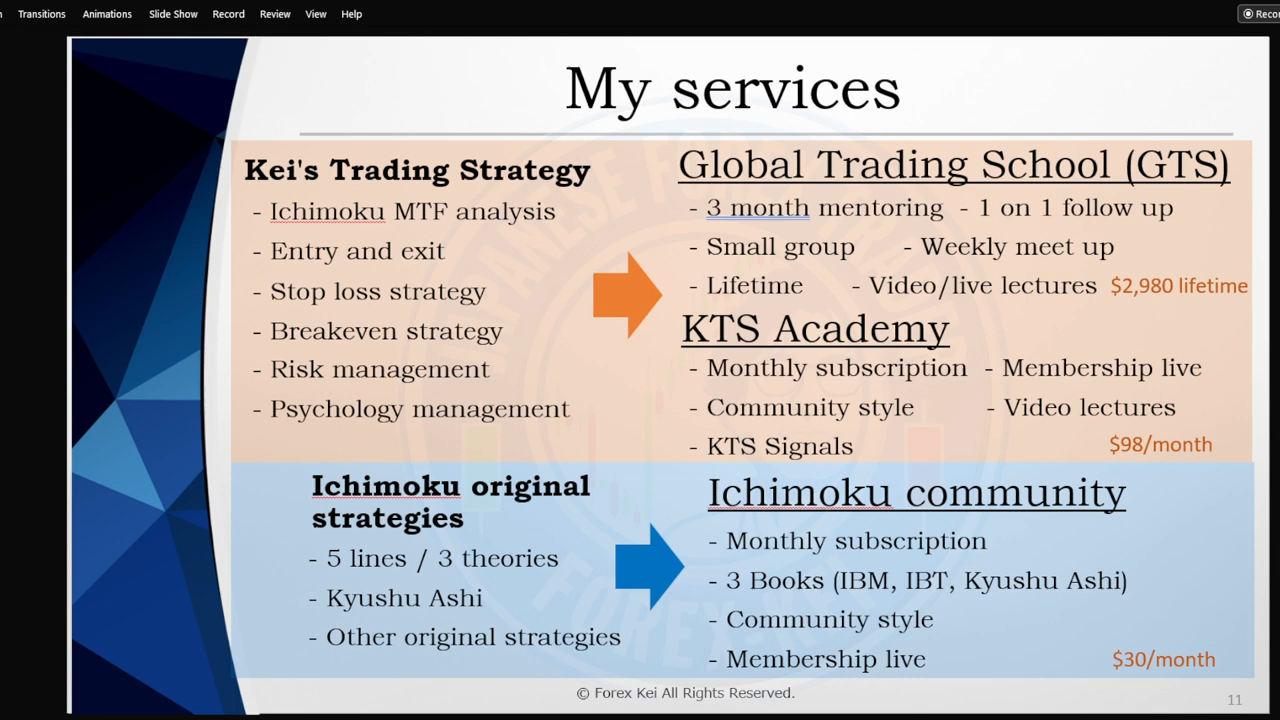 Transitions Animations Slide Show Record Review View Help
My services
Kei's Trading Strategy
- Ichimoku MTF analysis
- Entry and exit
- Stop loss strategy
- Breakeven strategy
- Risk management
- Psychology management
Global Trading School (GTS)
- 3 month mentoring - 1 on 1 follow up
- Small group - Weekly meet up
- Lifetime - Video/live lectures $2,980 lifetime
KTS Academy
- Monthly subscription - Membership live
- Community style - Video lectures
- KTS Signals $98/month
Ichimoku original
strategies
- 5 lines / 3 theories
- Kyushu Ashi
- Other original strategies
Ichimoku community
- Monthly subscription
- 3 Books (IBM, IBT, Kyushu Ashi)
- Community style
- Membership live $30/month
© Forex Kei All Rights Reserved.
11